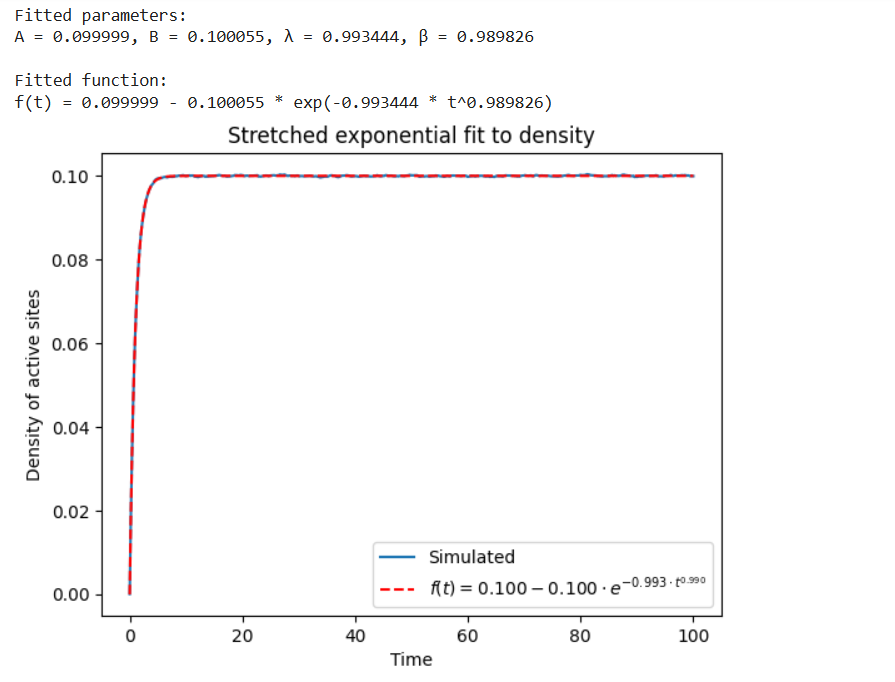 Fitted parameters:
A = 0.099999, B = 0.100055, λ = 0.993444, β = 0.989826
Fitted function:
f(t) = 0.099999 - 0.100055 * exp(-0.993444 * t^0.989826)
Stretched exponential fit to density
0.10
0.08
0.06
0.04
0.02
0.00
Density of active sites
Simulated
f(t) = 0.100 − 0.100 · e^{−0.993 · t^{0.990}}
0 20 40 60 80 100
Time